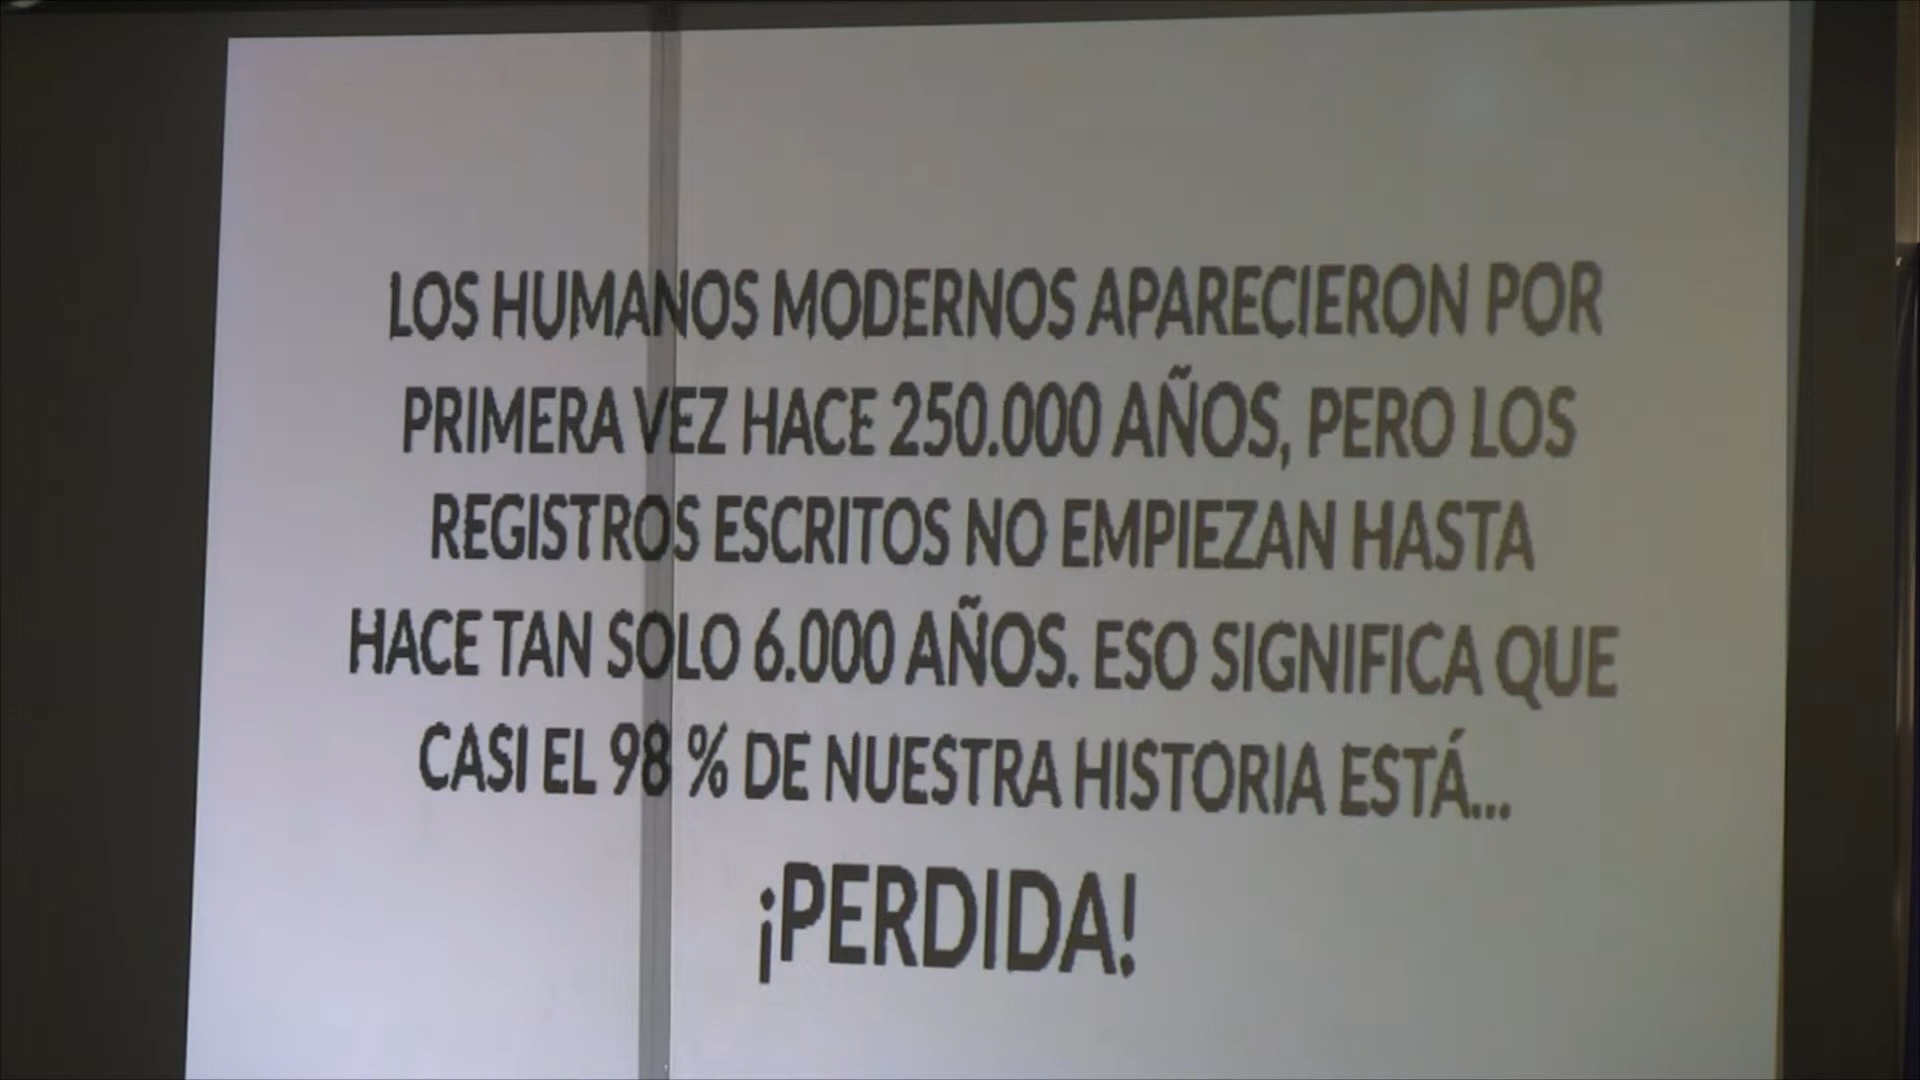 LOS HUMANOS MODERNOS APARECIERON POR
PRIMERA VEZ HACE 250.000 AÑOS, PERO LOS
REGISTROS ESCRITOS NO EMPIEZAN HASTA
HACE TAN SOLO 6.000 AÑOS. ESO SIGNIFICA QUE
CASI EL 98 % DE NUESTRA HISTORIA ESTÁ...
¡PERDIDA!